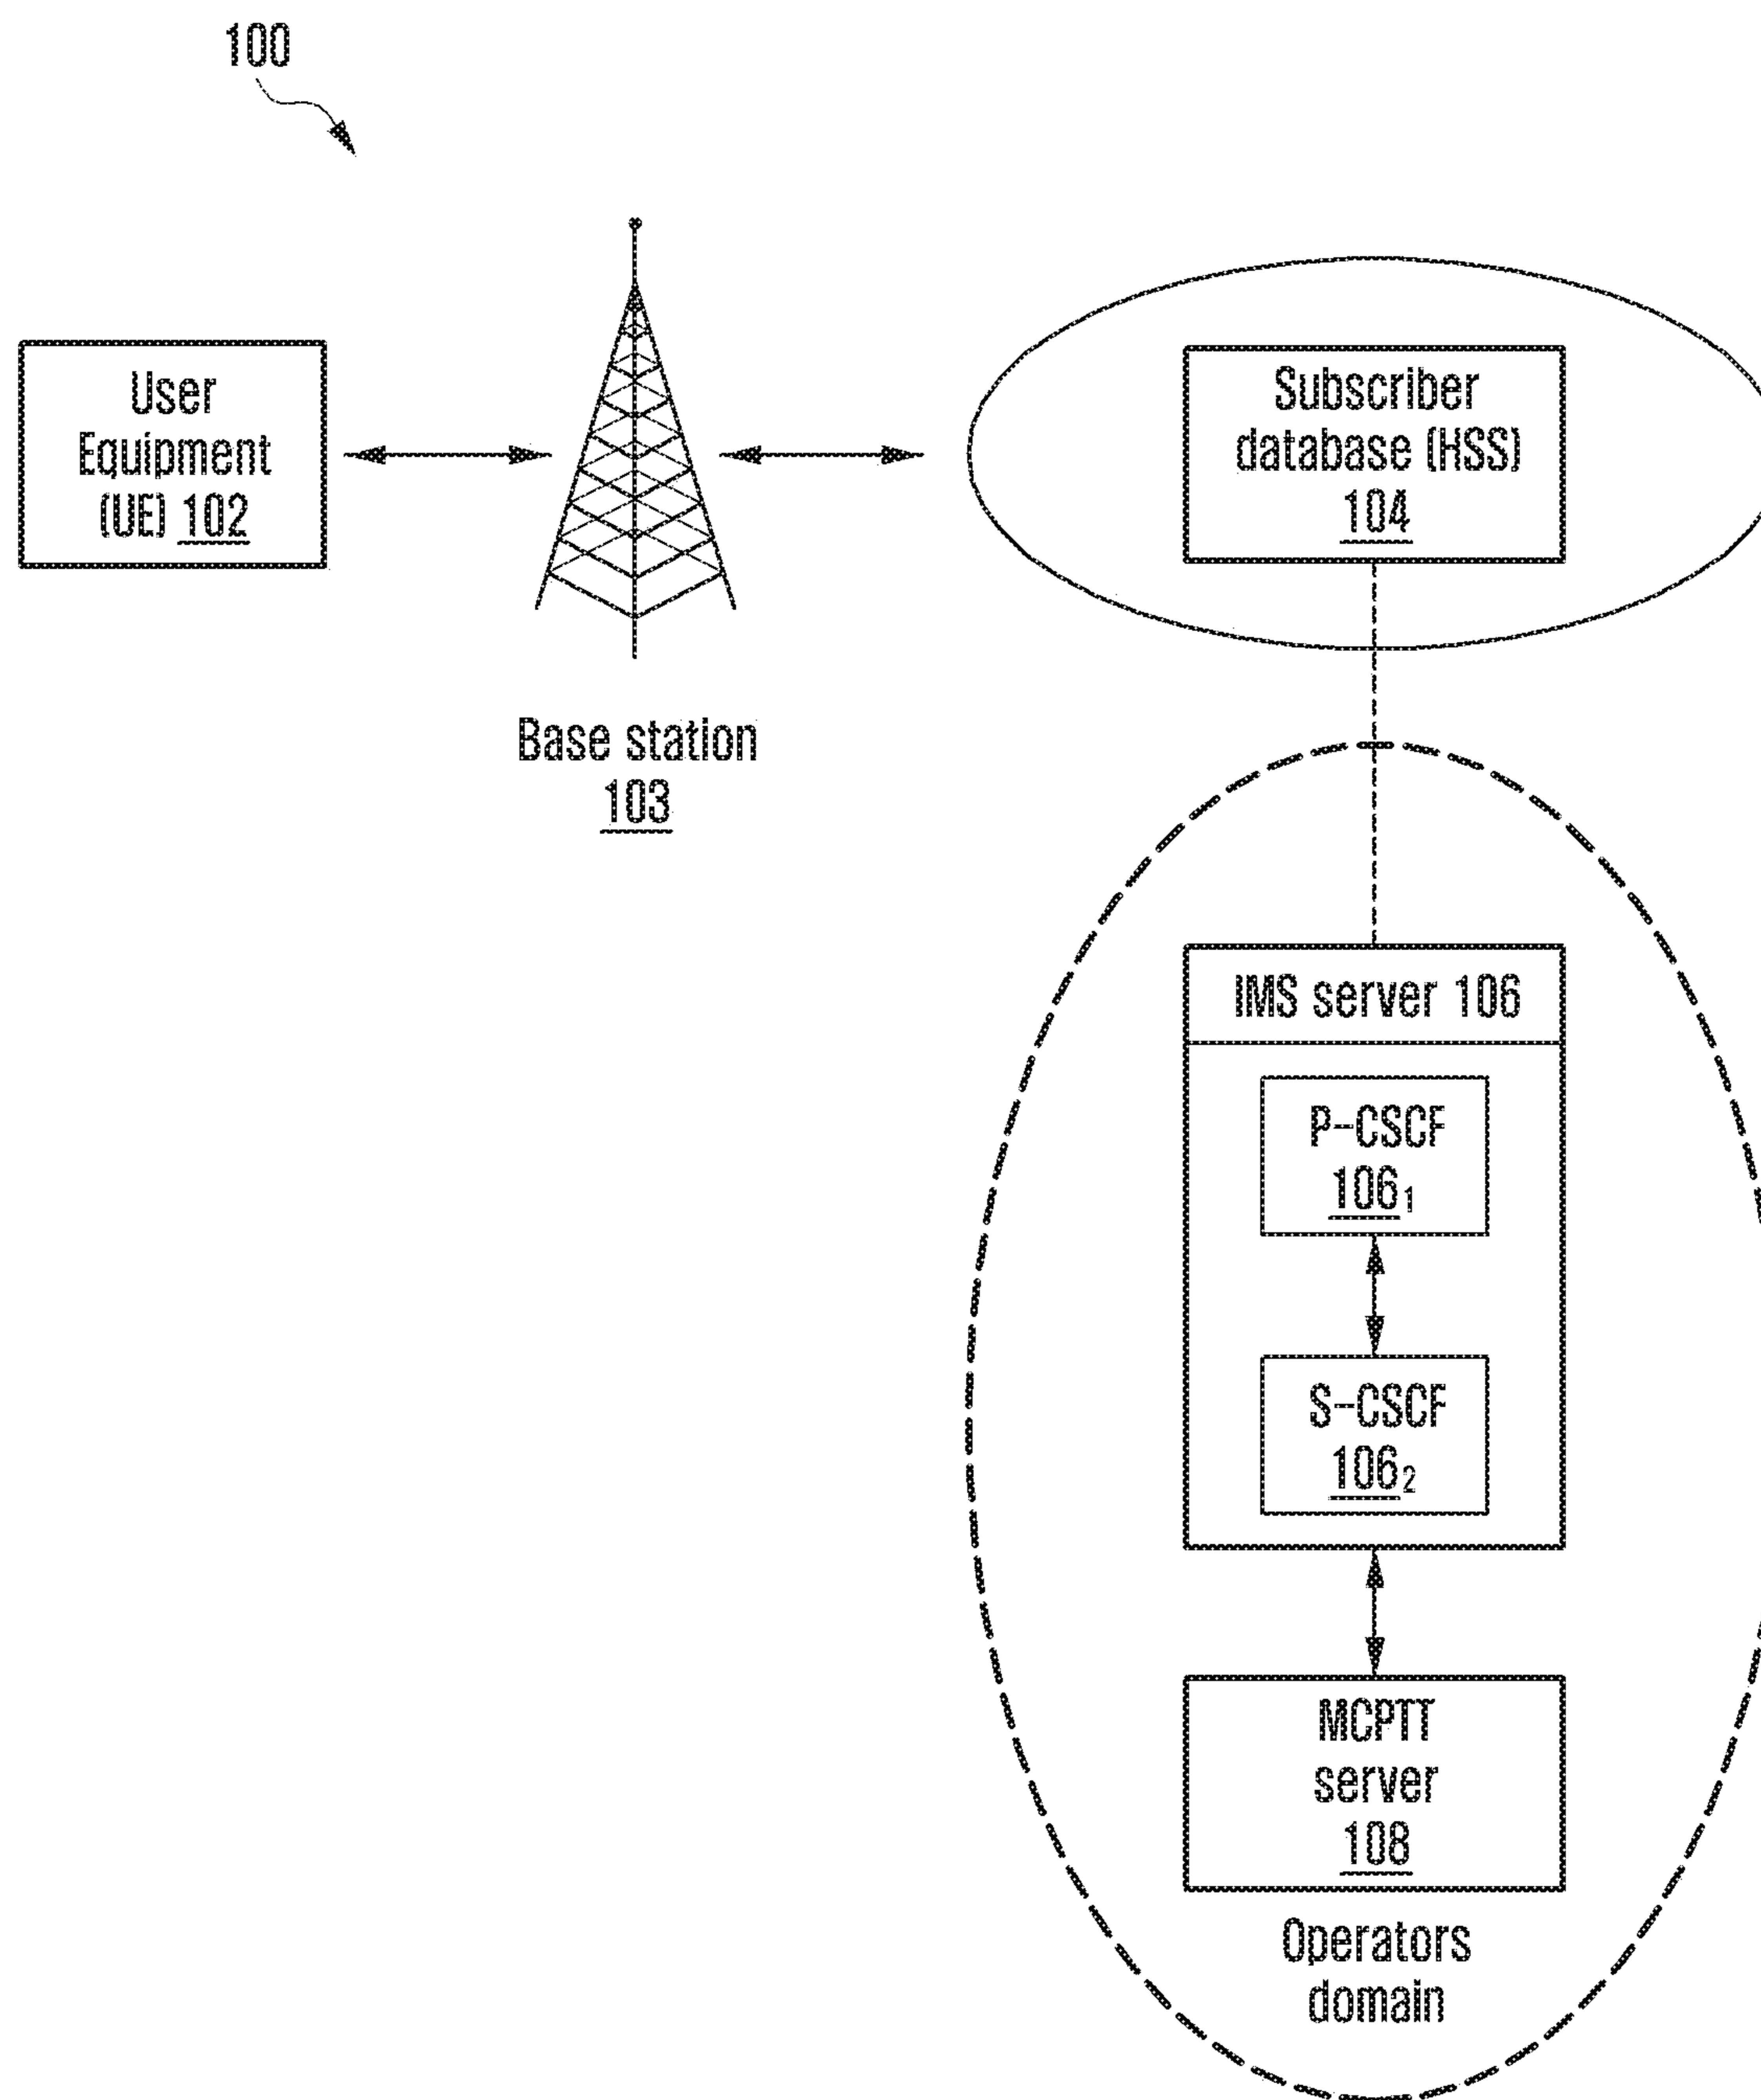 100
User
Equipment
(UE) 102
Base station
103
Subscriber
database (HSS)
104
IMS server 106
P-CSCF
106₁
S-CSCF
106₂
MCPTT
server
108
Operators
domain